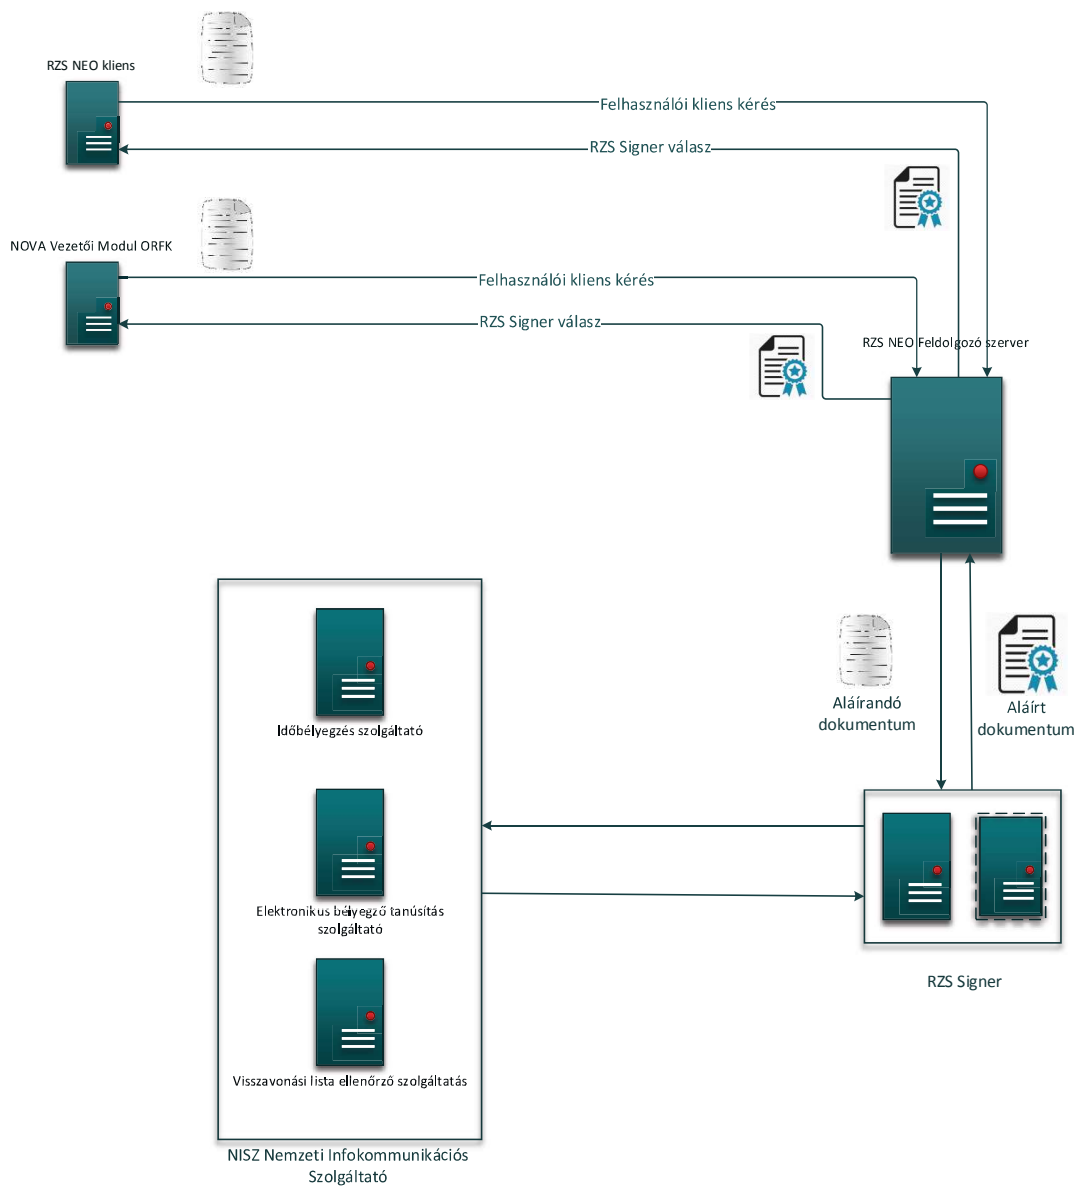 RZS NEO kliens
Felhasználói kliens kérés
RZS Signer válasz
NOVA Vezetői Modul ORFK
Felhasználói kliens kérés
RZS Signer válasz
RZS NEO Feldolgozó szerver
Aláírandó
dokumentum
Aláírt
dokumentum
Időbélyegzés szolgáltató
Elektronikus bélyegző tanúsítás
szolgáltató
Visszavonási lista ellenőrző szolgáltatás
RZS Signer
NISZ Nemzeti Infokommunikációs
Szolgáltató